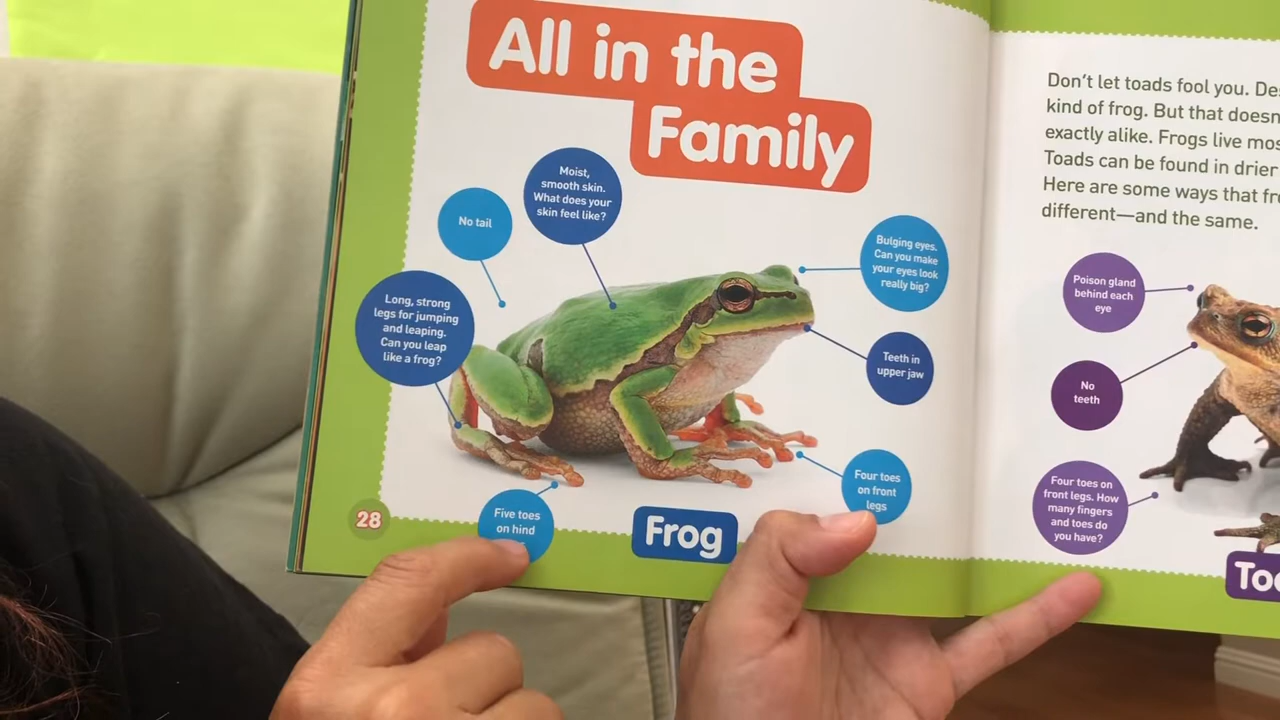 All in the
Family
Moist,
smooth skin.
What does your
skin feel like?
No tail
Long, strong
legs for jumping
and leaping.
Can you leap
like a frog?
Bulging eyes.
Can you make
your eyes look
really big?
Teeth in
upper jaw
Four toes
on front
legs
Five toes
on hind
Frog
28
Don't let toads fool you.
kind of frog. But that
exactly alike. Frogs live
Toads can be found in drier
Here are some ways that
different—and the same.
Poison gland
behind each
eye
No
teeth
Four toes on
front legs. How
many fingers
and toes do
you have?